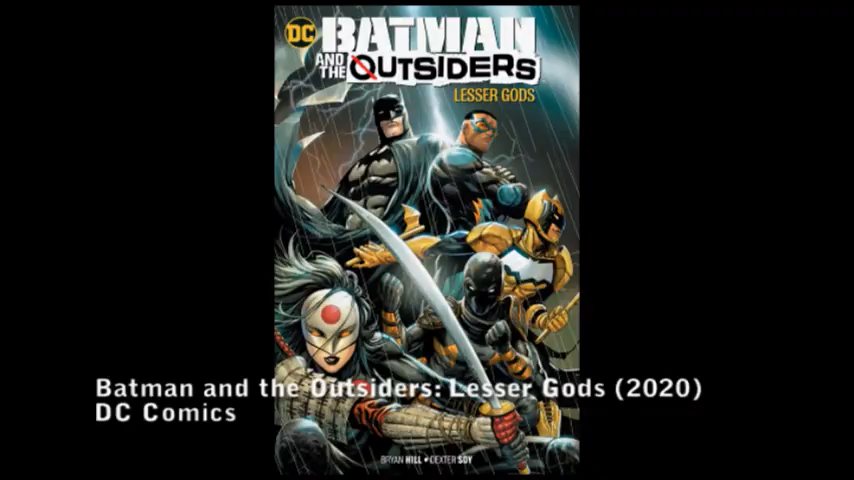 DC
BATMAN
AND THE OUTSIDERS
LESSER GODS
Batman and the Outsiders: Lesser Gods (2020)
DC Comics
BRYAN HILL • DEXTER SOY